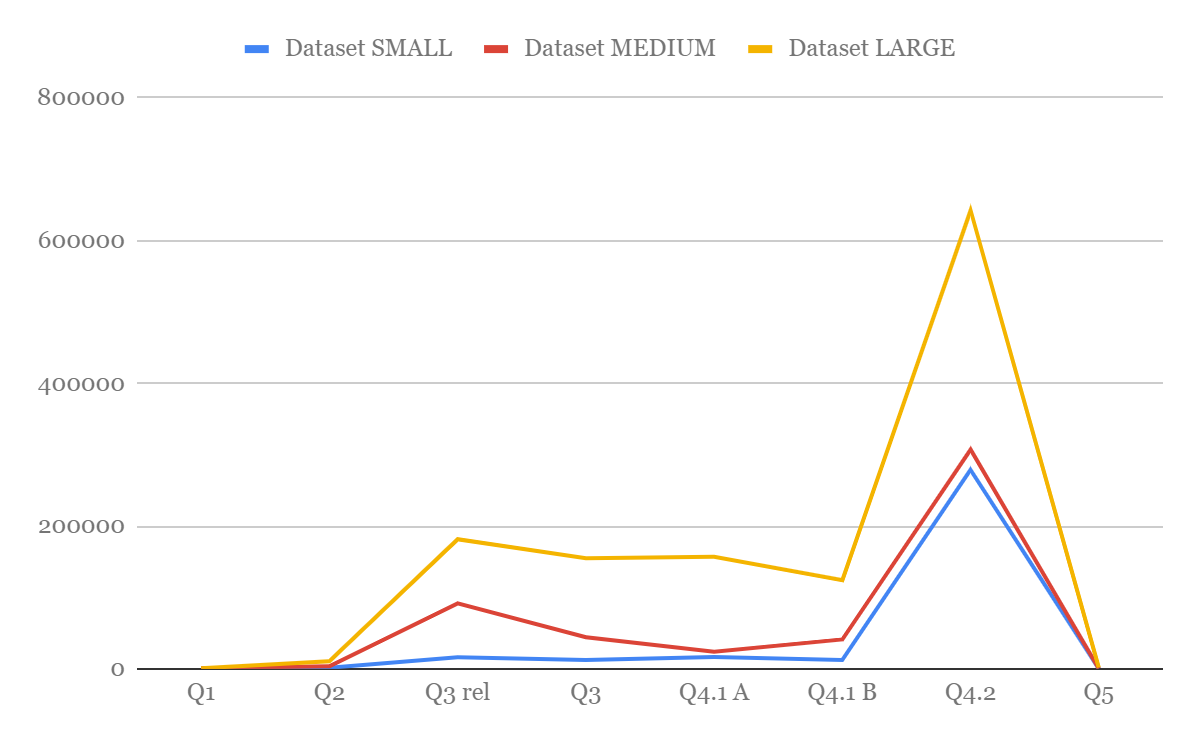 Dataset SMALL Dataset MEDIUM Dataset LARGE
800000
600000
400000
200000
0
Q1 Q2 Q3 rel Q3 Q4.1 A Q4.1 B Q4.2 Q5